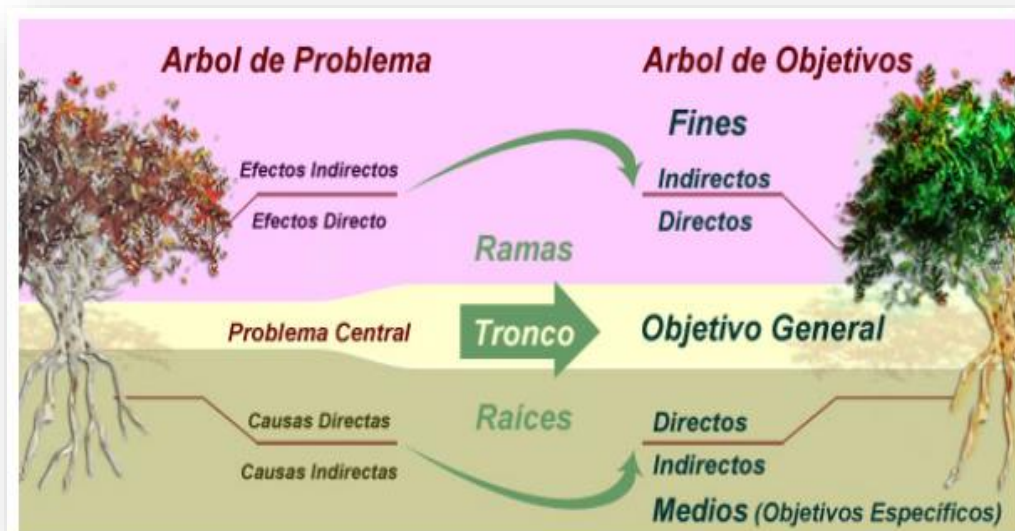 Arbol de Problema
Arbol de Objetivos
Fines
Efectos Indirectos
Indirectos
Efectos Directo
Directos
Ramas
Problema Central
Tronco
Objetivo General
Causas Directas
Raíces
Directos
Causas Indirectas
Indirectos
Medios (Objetivos Específicos)